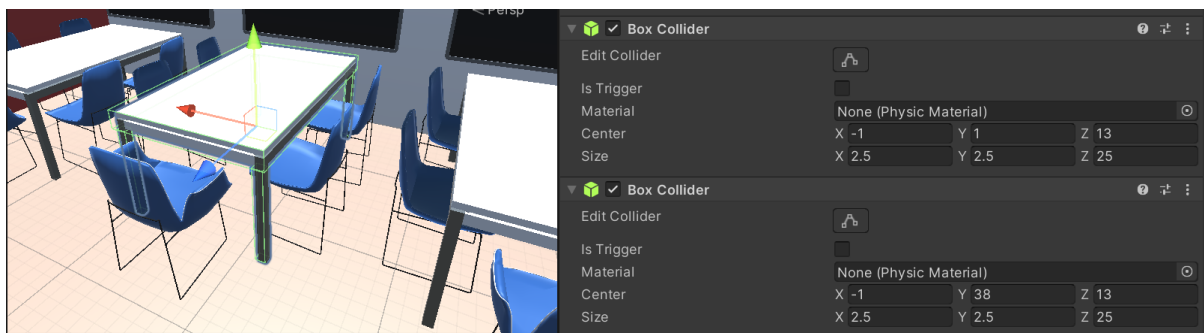 < Persp
Box Collider
Edit Collider
Is Trigger
Material None (Physic Material)
Center X -1 Y 1 Z 13
Size X 2.5 Y 2.5 Z 25
Box Collider
Edit Collider
Is Trigger
Material None (Physic Material)
Center X -1 Y 38 Z 13
Size X 2.5 Y 2.5 Z 25